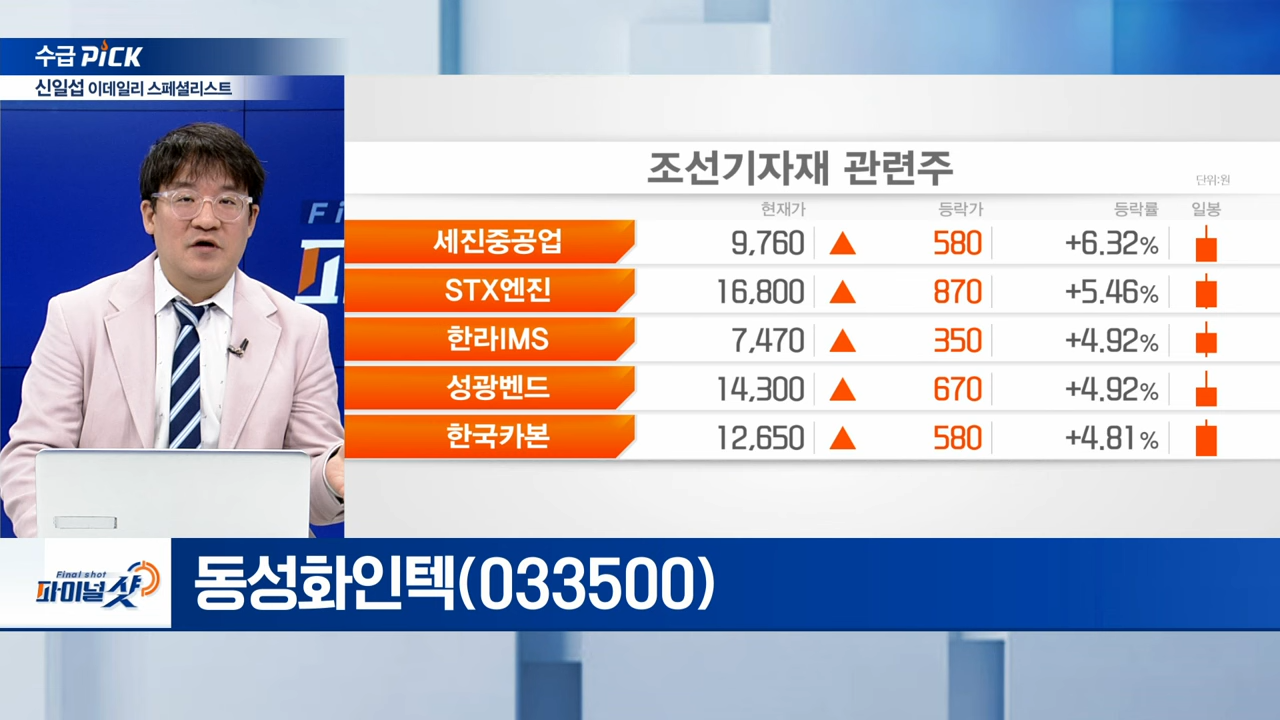 수급 PiCK
신일섭 이데일리 스페셜리스트
Fi
조선기자재 관련주
단위:원
현재가 등락가 등락률 일봉
세진중공업 9,760 ▲ 580 +6.32%
STX엔진 16,800 ▲ 870 +5.46%
한라IMS 7,470 ▲ 350 +4.92%
성광벤드 14,300 ▲ 670 +4.92%
한국카본 12,650 ▲ 580 +4.81%
Final shot
파이널샷
동성화인텍(033500)